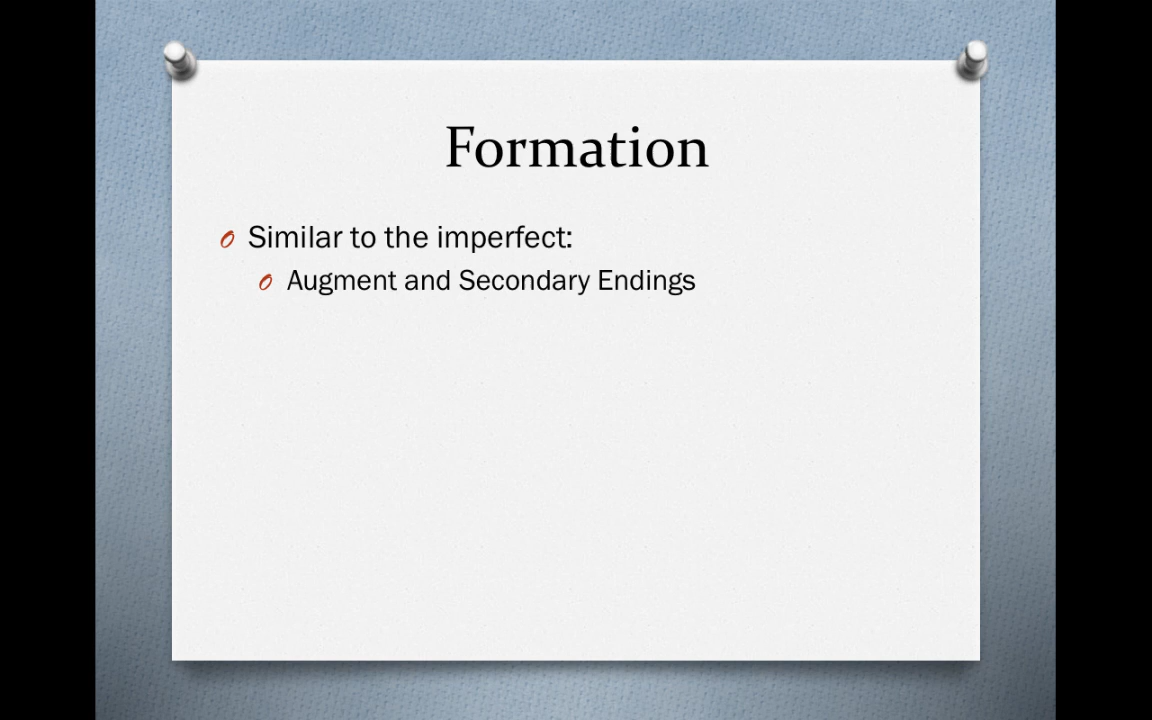 Formation
Similar to the imperfect:
Augment and Secondary Endings